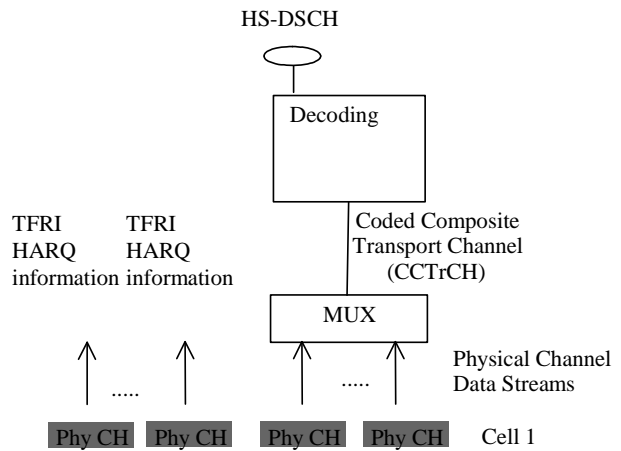 HS-DSCH
Decoding
TFRI
HARQ
information
TFRI
HARQ
information
Coded Composite
Transport Channel
(CCTrCH)
MUX
Physical Channel
Data Streams
.....
.....
Phy CH
Phy CH
Phy CH
Phy CH
Cell 1